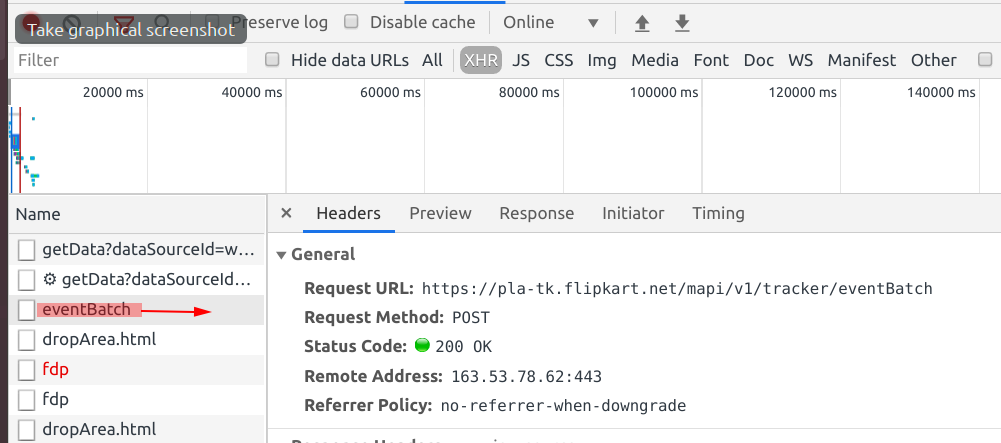 Take graphical screenshot Preserve log Disable cache Online ▼
Filter Hide data URLs All XHR JS CSS Img Media Font Doc WS Manifest Other
20000 ms 40000 ms 60000 ms 80000 ms 100000 ms 120000 ms 140000 ms
Name × Headers Preview Response Initiator Timing
getData?dataSourceId=w…
getData?dataSourceId…
eventBatch
dropArea.html
fdp
fdp
dropArea.html
▼ General
Request URL: https://pla-tk.flipkart.net/mapi/v1/tracker/eventBatch
Request Method: POST
Status Code: 200 OK
Remote Address: 163.53.78.62:443
Referrer Policy: no-referrer-when-downgrade